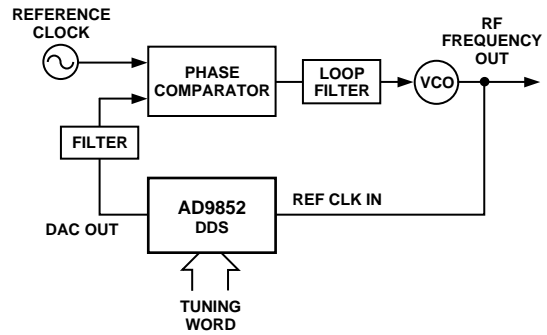 REFERENCE
CLOCK
RF
FREQUENCY
OUT
PHASE
COMPARATOR
LOOP
FILTER
VCO
FILTER
AD9852
DDS
REF CLK IN
DAC OUT
TUNING
WORD